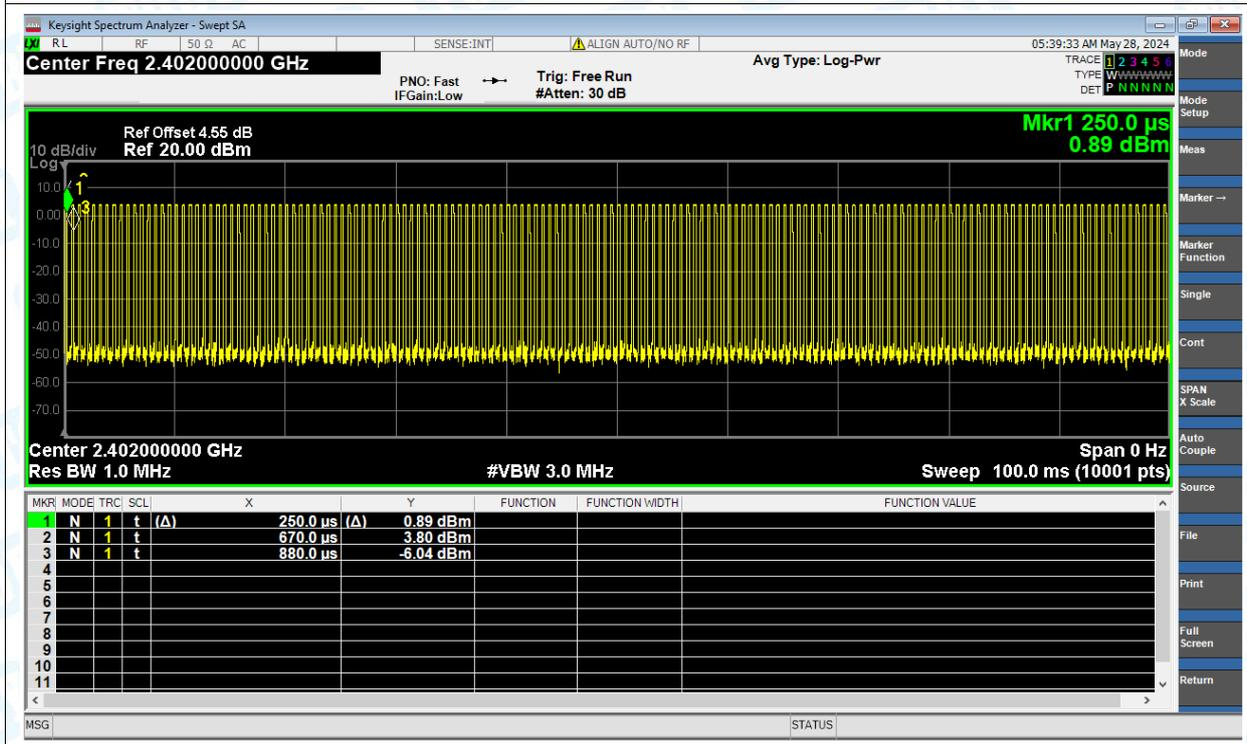 Keysight Spectrum Analyzer - Swept SA
LXI RL RF 50 Ω AC SENSE:INT ALIGN AUTO/NO RF 05:39:33 AM May 28, 2024
Center Freq 2.402000000 GHz
Avg Type: Log-Pwr
TRACE 1 2 3 4 5 6
PNO: Fast Trig: Free Run
TYPE WWWWWW
IFGain:Low #Atten: 30 dB
DET P N N N N N
Mkr1 250.0 µs
Ref Offset 4.55 dB
10 dB/div Ref 20.00 dBm
0.89 dBm
Log
10.0
1
3
0.00
-10.0
-20.0
-30.0
-40.0
-50.0
-60.0
-70.0
Center 2.402000000 GHz Span 0 Hz
Res BW 1.0 MHz #VBW 3.0 MHz Sweep 100.0 ms (10001 pts)
MKR MODE TRC SCL X Y FUNCTION FUNCTION WIDTH FUNCTION VALUE
1 N 1 t (Δ) 250.0 µs (Δ) 0.89 dBm
2 N 1 t 670.0 µs 3.80 dBm
3 N 1 t 880.0 µs -6.04 dBm
4
5
6
7
8
9
10
11
MSG STATUS
Mode
Mode
Setup
Meas
Marker →
Marker
Function
Single
Cont
SPAN
X Scale
Auto
Couple
Source
File
Print
Full
Screen
Return